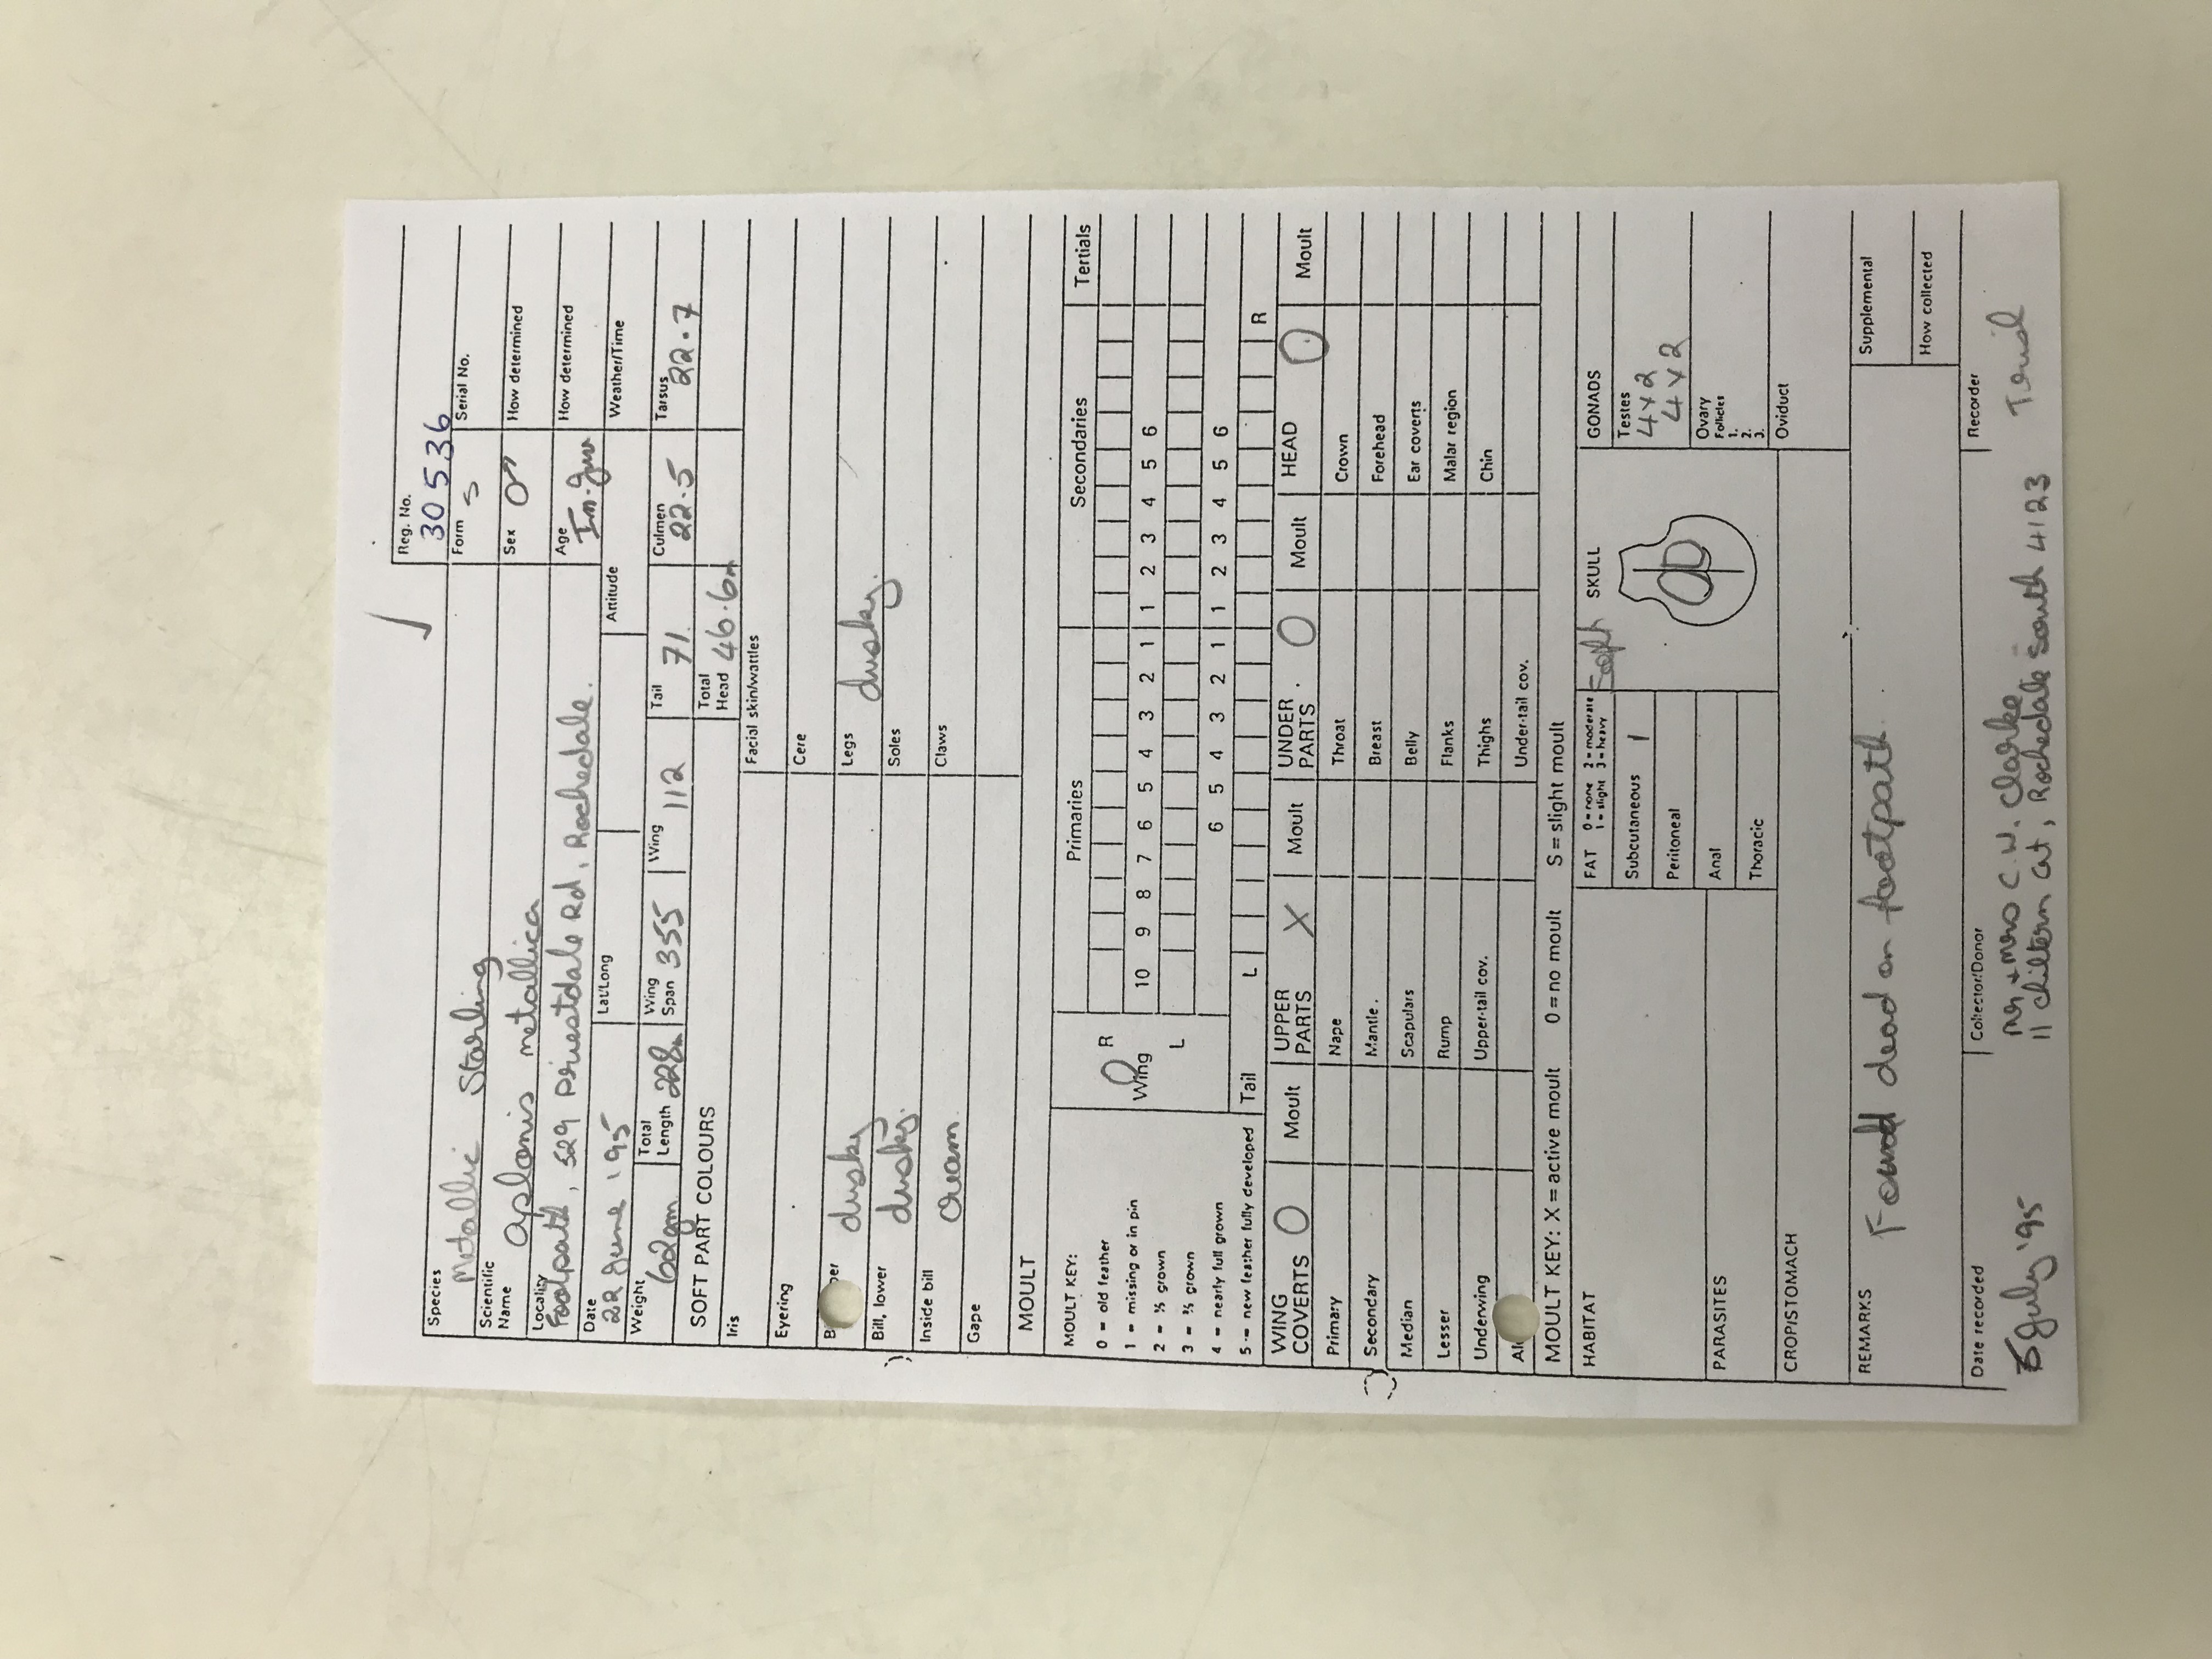 Reg. No.
30536
Species
Metallic Starling
Form S
Serial No.
Scientific
Name Aplonis metallica
Sex ♂
How determined
Locality
Footpath, 529 Priestdale Rd, Rochedale.
Age
Im-Juv
How determined
Date
22 June '95
Lat/Long
Altitude
Weather/Time
Weight
62gm
Total
Length 228m
Wing
Span 355
Wing
112
Tail
71.
Culmen
22.5
Tarsus
22.7
SOFT PART COLOURS
Total
Head 46.6m
Iris
Facial skin/wattles
Eyering
Cere
dusky
Legs dusky.
Bill, lower dusky.
Soles
Inside bill
Cream.
Claws
Gape
MOULT
MOULT KEY:
Primaries Secondaries Tertials
0 = old feather
1 = missing or in pin
2 = ⅓ grown
3 = ⅔ grown
4 = nearly full grown
5 = new feather fully developed
O R
Wing 10 9 8 7 6 5 4 3 2 1 1 2 3 4 5 6
L
6 5 4 3 2 1 1 2 3 4 5 6
Tail L R
WING
COVERTS O Moult
UPPER
PARTS X Moult
UNDER
PARTS O Moult
HEAD O Moult
Primary Nape Throat Crown
Secondary Mantle Breast Forehead
Median Scapulars Belly Ear coverts
Lesser Rump Flanks Malar region
Underwing Upper-tail cov. Thighs Chin
Under-tail cov.
MOULT KEY: X = active moult 0 = no moult S = slight moult
HABITAT
FAT 0 = none 2 = moderate
1 = slight 3 = heavy
SKULL
GONADS
Subcutaneous 1
Testes
4x2
4x2
Peritoneal
Anal
Thoracic
PARASITES
Ovary
Follicles
1.
2.
3.
CROP/STOMACH
Oviduct
REMARKS Found dead on footpath.
Supplemental
How collected
Date recorded
5 July '95
Collector/Donor
Mr + Mrs C.W. Clarke.
11 Chiltern Crt, Rochedale South 4123
Recorder